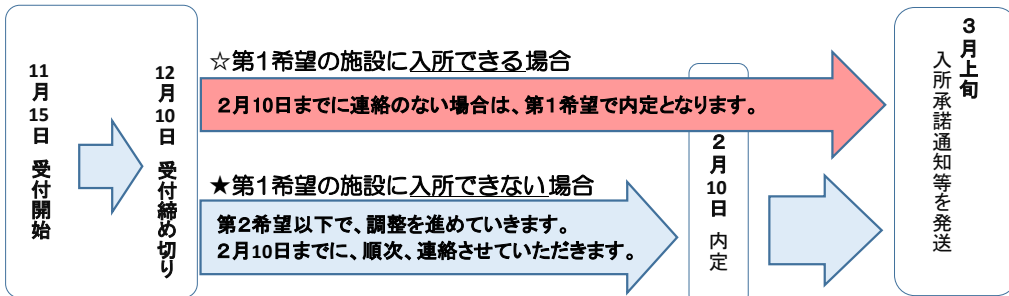 11月15日 受付開始
12月10日 受付締め切り
☆第1希望の施設に入所できる場合
2月10日までに連絡のない場合は、第1希望で内定となります。
★第1希望の施設に入所できない場合
第2希望以下で、調整を進めていきます。
2月10日までに、順次、連絡させていただきます。
2月10日 内定
3月上旬
入所承諾通知等を発送